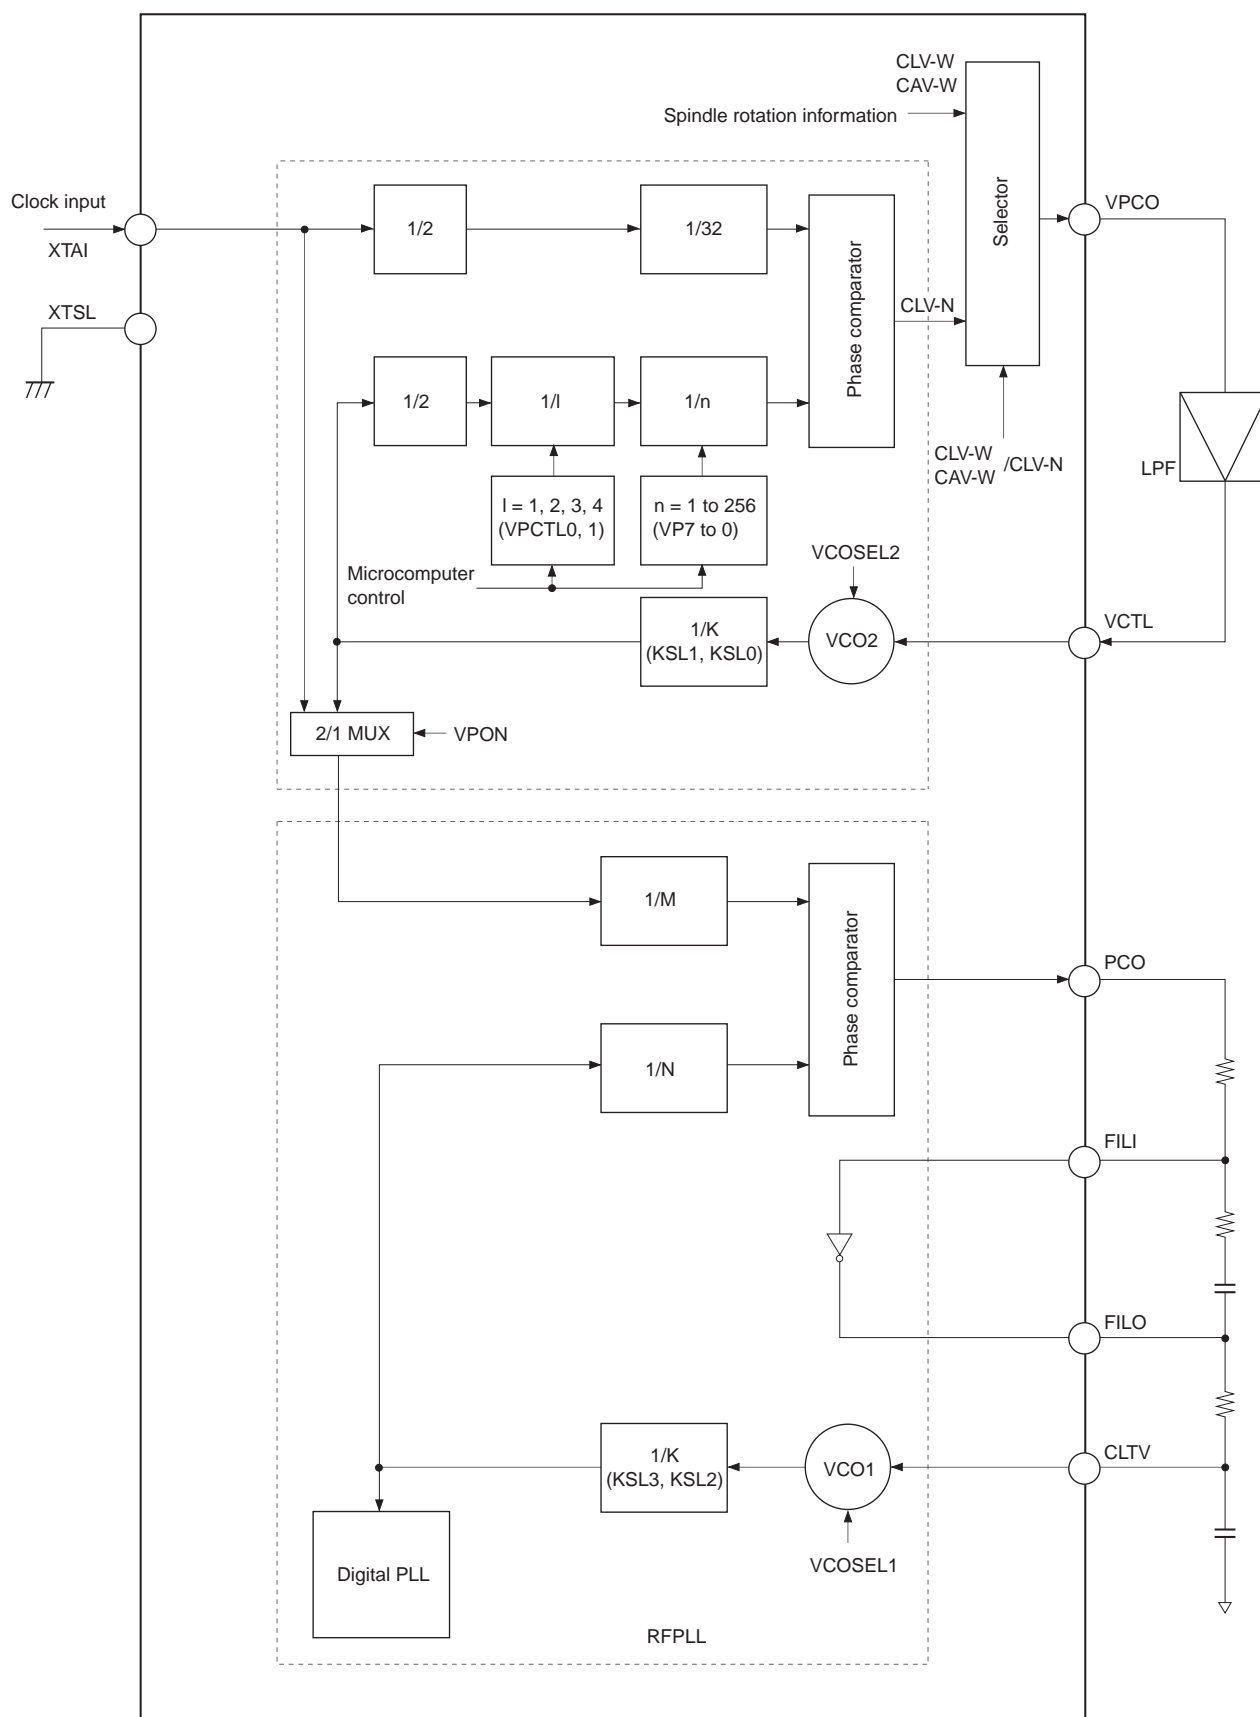 CLV-W
CAV-W
Spindle rotation information
Clock input
XTAI
XTSL
1/2
1/32
Phase comparator
CLV-N
Selector
VPCO
1/2
1/l
1/n
CLV-W
CAV-W
/CLV-N
LPF
l = 1, 2, 3, 4
(VPCTL0, 1)
n = 1 to 256
(VP7 to 0)
Microcomputer
control
VCOSEL2
1/K
(KSL1, KSL0)
VCO2
VCTL
2/1 MUX
VPON
1/M
Phase comparator
PCO
1/N
FILI
FILO
1/K
(KSL3, KSL2)
VCO1
CLTV
VCOSEL1
Digital PLL
RFPLL